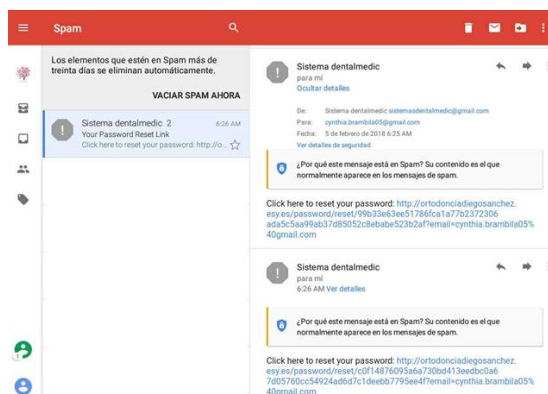 Spam
Los elementos que estén en Spam más de
treinta días se eliminan automáticamente.
VACIAR SPAM AHORA
Sistema dentalmedic 2 6:26 AM
Your Password Reset Link
Click here to reset your password: http://o...
Sistema dentalmedic
para mí
Ocultar detalles
De: Sistema dentalmedic sistemasdentalmedic@gmail.com
Para: cynthia.brambila05@gmail.com
Fecha: 5 de febrero de 2018 6:25 AM
Ver detalles de seguridad
¿Por qué este mensaje está en Spam? Su contenido es el que
normalmente aparece en los mensajes de spam.
Click here to reset your password: http://ortodonciadiegosanchez.
esy.es/password/reset/99b33e63ee51786fca1a77b2372306
ada5c5aa99ab37d85052c8ebabe523b2af?email=cynthia.brambila05%
40gmail.com
Sistema dentalmedic
para mí
6:26 AM Ver detalles
¿Por qué este mensaje está en Spam? Su contenido es el que
normalmente aparece en los mensajes de spam.
Click here to reset your password: http://ortodonciadiegosanchez.
esy.es/password/reset/c0f14876095a6a730bd413eedbc0a6
7d05760cc54924ad6d7c1deebb7795ee4f?email=cynthia.brambila05%
40gmail.com